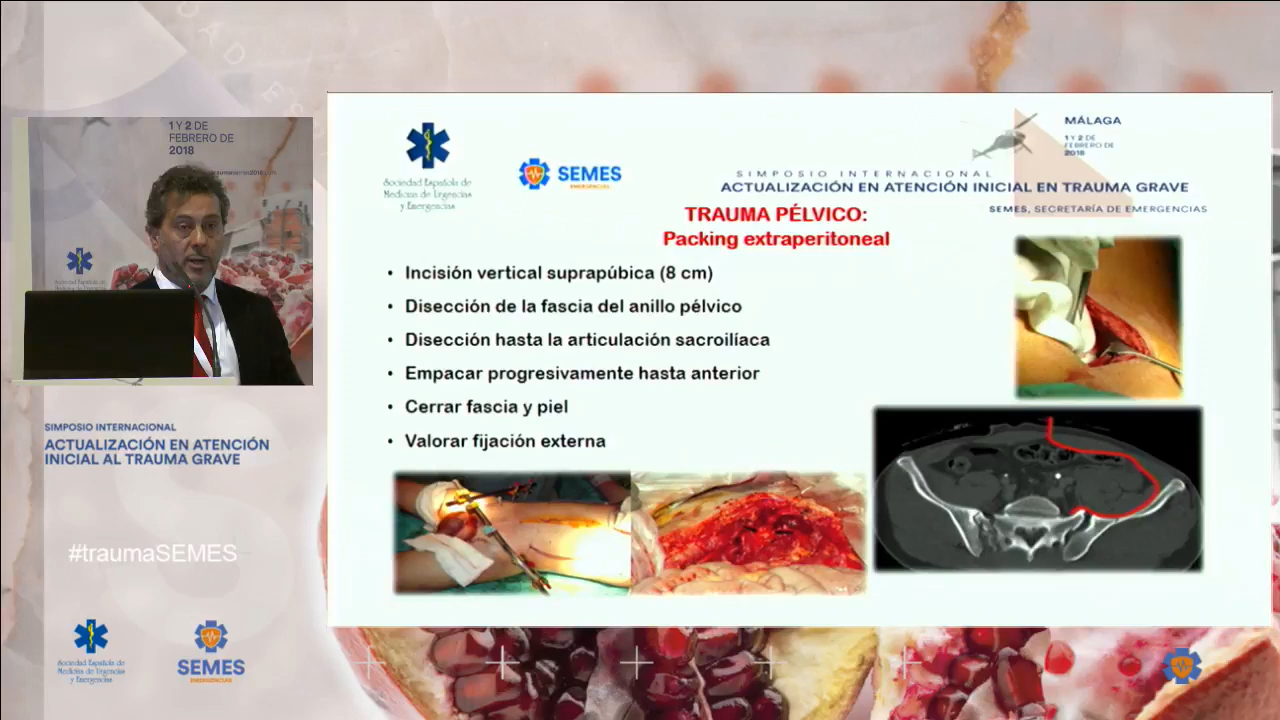 1 Y 2 DE
FEBRERO DE
2018
SIMPOSIO INTERNACIONAL
ACTUALIZACIÓN EN ATENCIÓN
INICIAL AL TRAUMA GRAVE
#traumaSEMES
Sociedad Española de
Medicina de Urgencias
y Emergencias
SEMES
EMERGENCIAS
Sociedad Española de
Medicina de Urgencias
y Emergencias
SEMES
EMERGENCIAS
MÁLAGA
1 Y 2 DE
FEBRERO DE
2018
SIMPOSIO INTERNACIONAL
ACTUALIZACIÓN EN ATENCIÓN INICIAL EN TRAUMA GRAVE
SEMES, SECRETARÍA DE EMERGENCIAS
TRAUMA PÉLVICO:
Packing extraperitoneal
• Incisión vertical suprapúbica (8 cm)
• Disección de la fascia del anillo pélvico
• Disección hasta la articulación sacroilíaca
• Empacar progresivamente hasta anterior
• Cerrar fascia y piel
• Valorar fijación externa